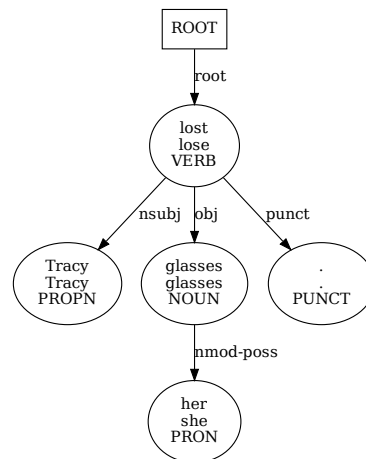 ROOT
root
lost
lose
VERB
nsubj
obj
punct
Tracy
Tracy
PROPN
glasses
glasses
NOUN
.
.
PUNCT
nmod-poss
her
she
PRON